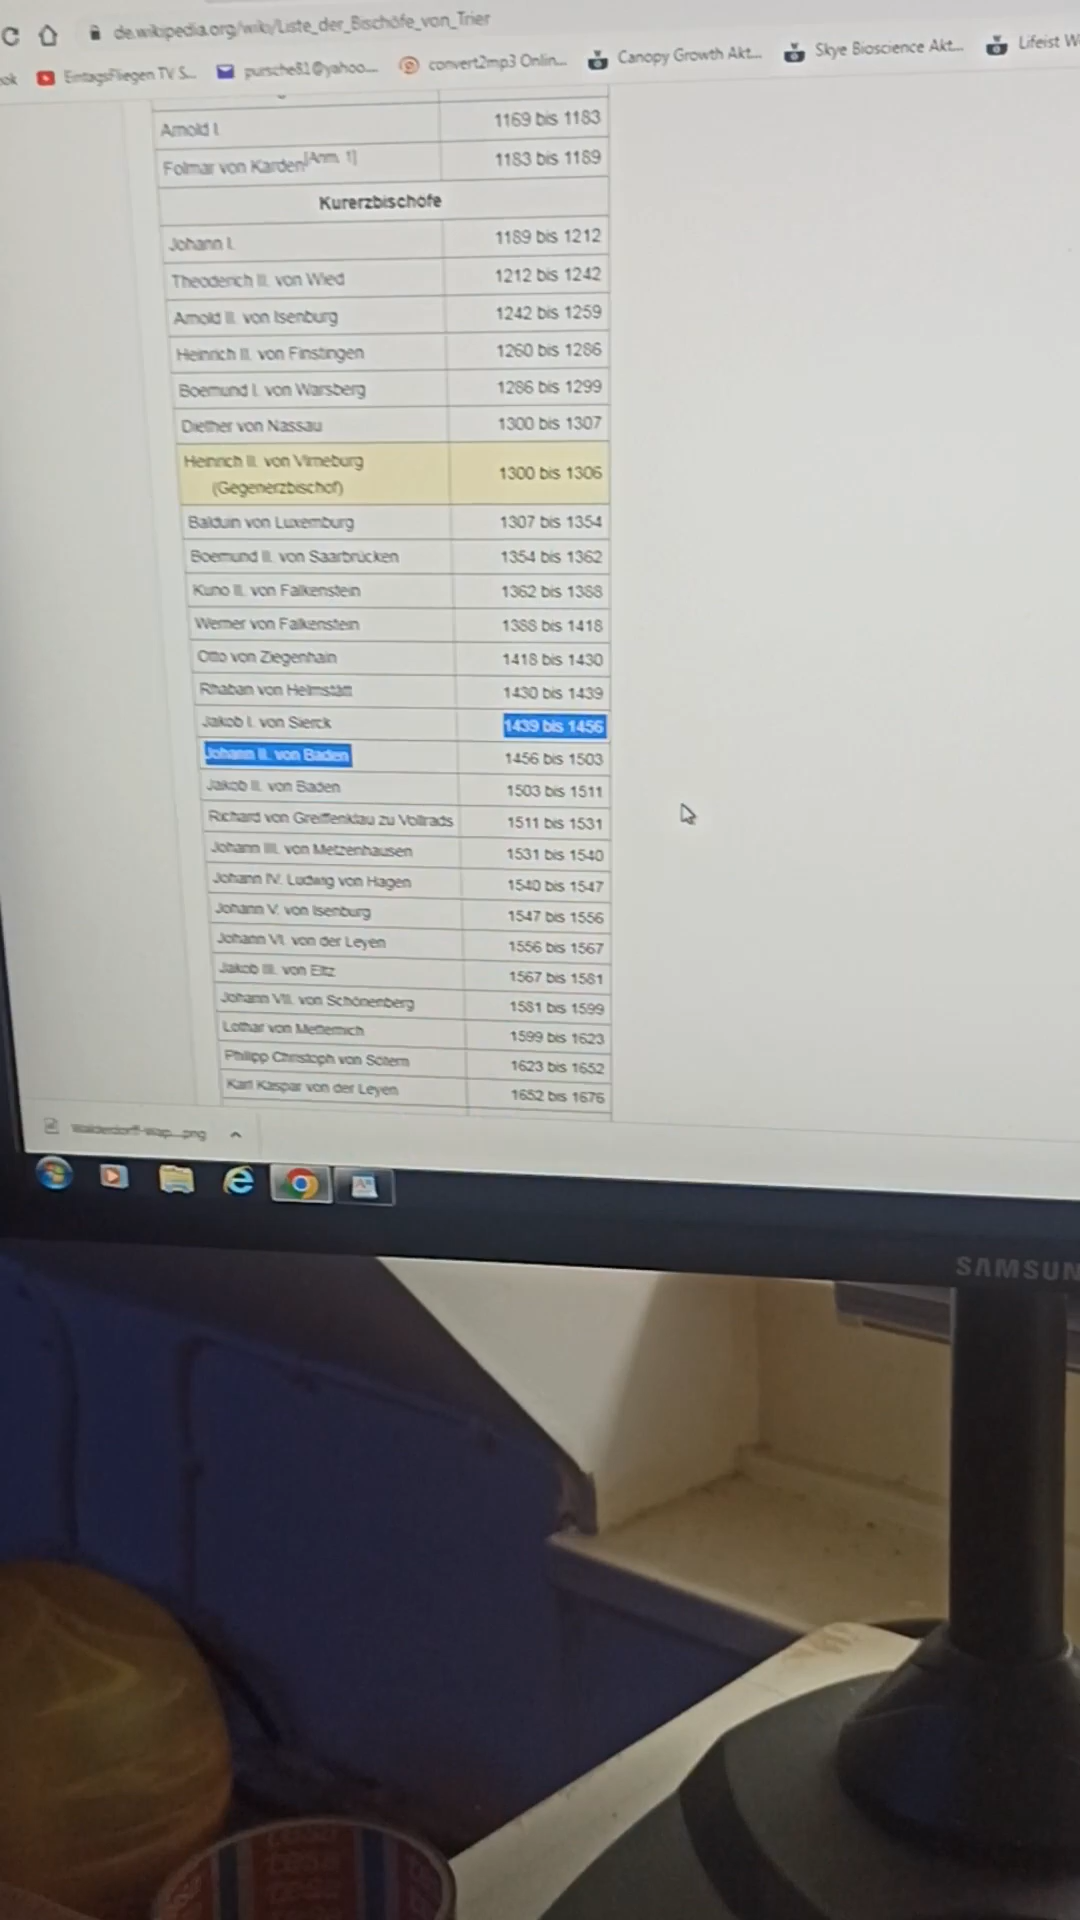 de.wikipedia.org/wiki/Liste_der_Bischöfe_von_Trier
ok EintagsFliegen TV S... pursche81@yahoo.... convert2mp3 Onlin... Canopy Growth Akt... Skye Bioscience Akt... Lifeist W
Arnold I. 1169 bis 1183
Folmar von Karden[Anm. 1] 1183 bis 1189
Kurerzbischöfe
Johann I. 1189 bis 1212
Theoderich II. von Wied 1212 bis 1242
Arnold II. von Isenburg 1242 bis 1259
Heinrich II. von Finstingen 1260 bis 1286
Boemund I. von Warsberg 1286 bis 1299
Diether von Nassau 1300 bis 1307
Heinrich III. von Virneburg 1300 bis 1306
(Gegenerzbischof)
Balduin von Luxemburg 1307 bis 1354
Boemund II. von Saarbrücken 1354 bis 1362
Kuno II. von Falkenstein 1362 bis 1388
Werner von Falkenstein 1388 bis 1418
Otto von Ziegenhain 1418 bis 1430
Rhaban von Helmstätt 1430 bis 1439
Jakob I. von Sierck 1439 bis 1456
Johann II. von Baden 1456 bis 1503
Jakob II. von Baden 1503 bis 1511
Richard von Greiffenklau zu Vollrads 1511 bis 1531
Johann III. von Metzenhausen 1531 bis 1540
Johann IV. Ludwig von Hagen 1540 bis 1547
Johann V. von Isenburg 1547 bis 1556
Johann VI. von der Leyen 1556 bis 1567
Jakob III. von Eltz 1567 bis 1581
Johann VII. von Schönenberg 1581 bis 1599
Lothar von Metternich 1599 bis 1623
Philipp Christoph von Sötern 1623 bis 1652
Karl Kaspar von der Leyen 1652 bis 1676
Walderdorff-Wap....png
SAMSUN